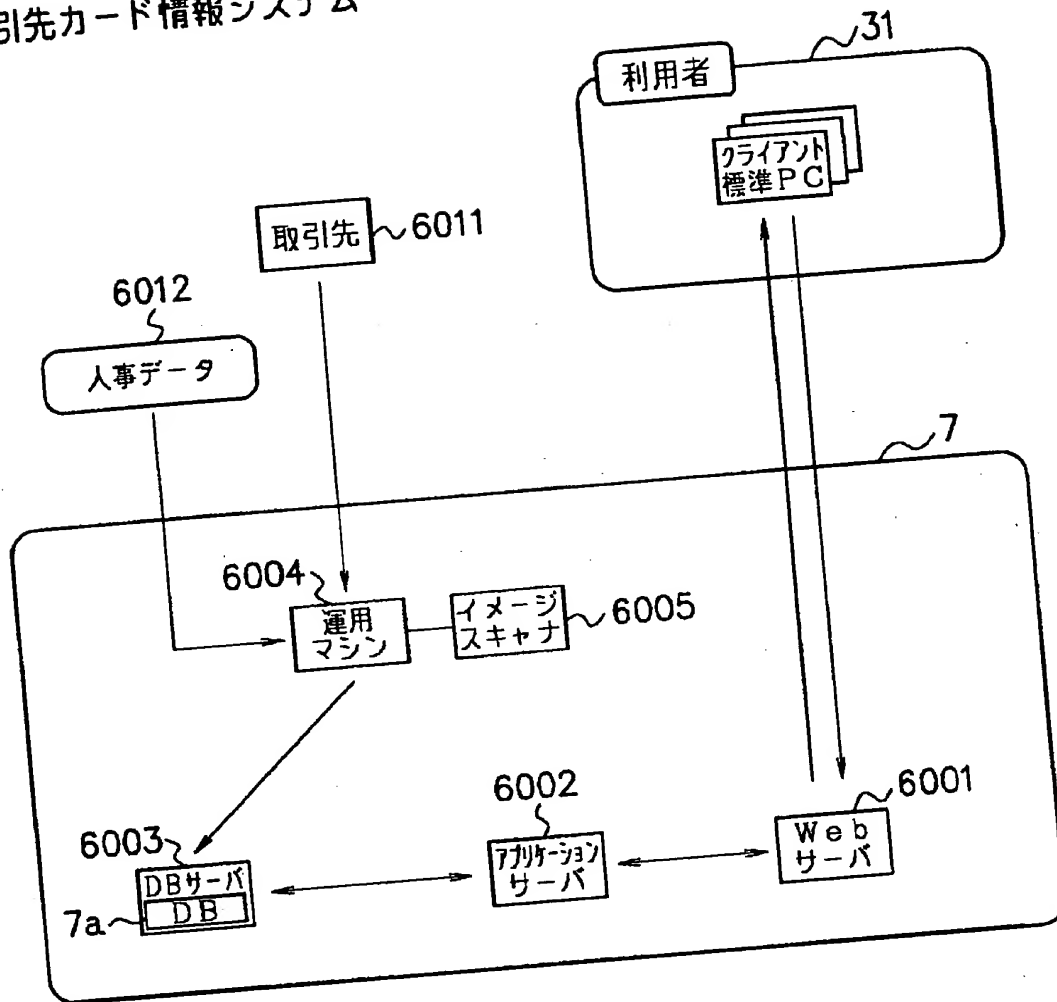 引先カード情報システム
31
利用者
クライアント
標準PC
取引先
6011
6012
人事データ
7
6004
運用
マシン
イメージ
スキャナ
6005
6002
6001
6003
アプリケーション
サーバ
Web
サーバ
DBサーバ
DB
7a